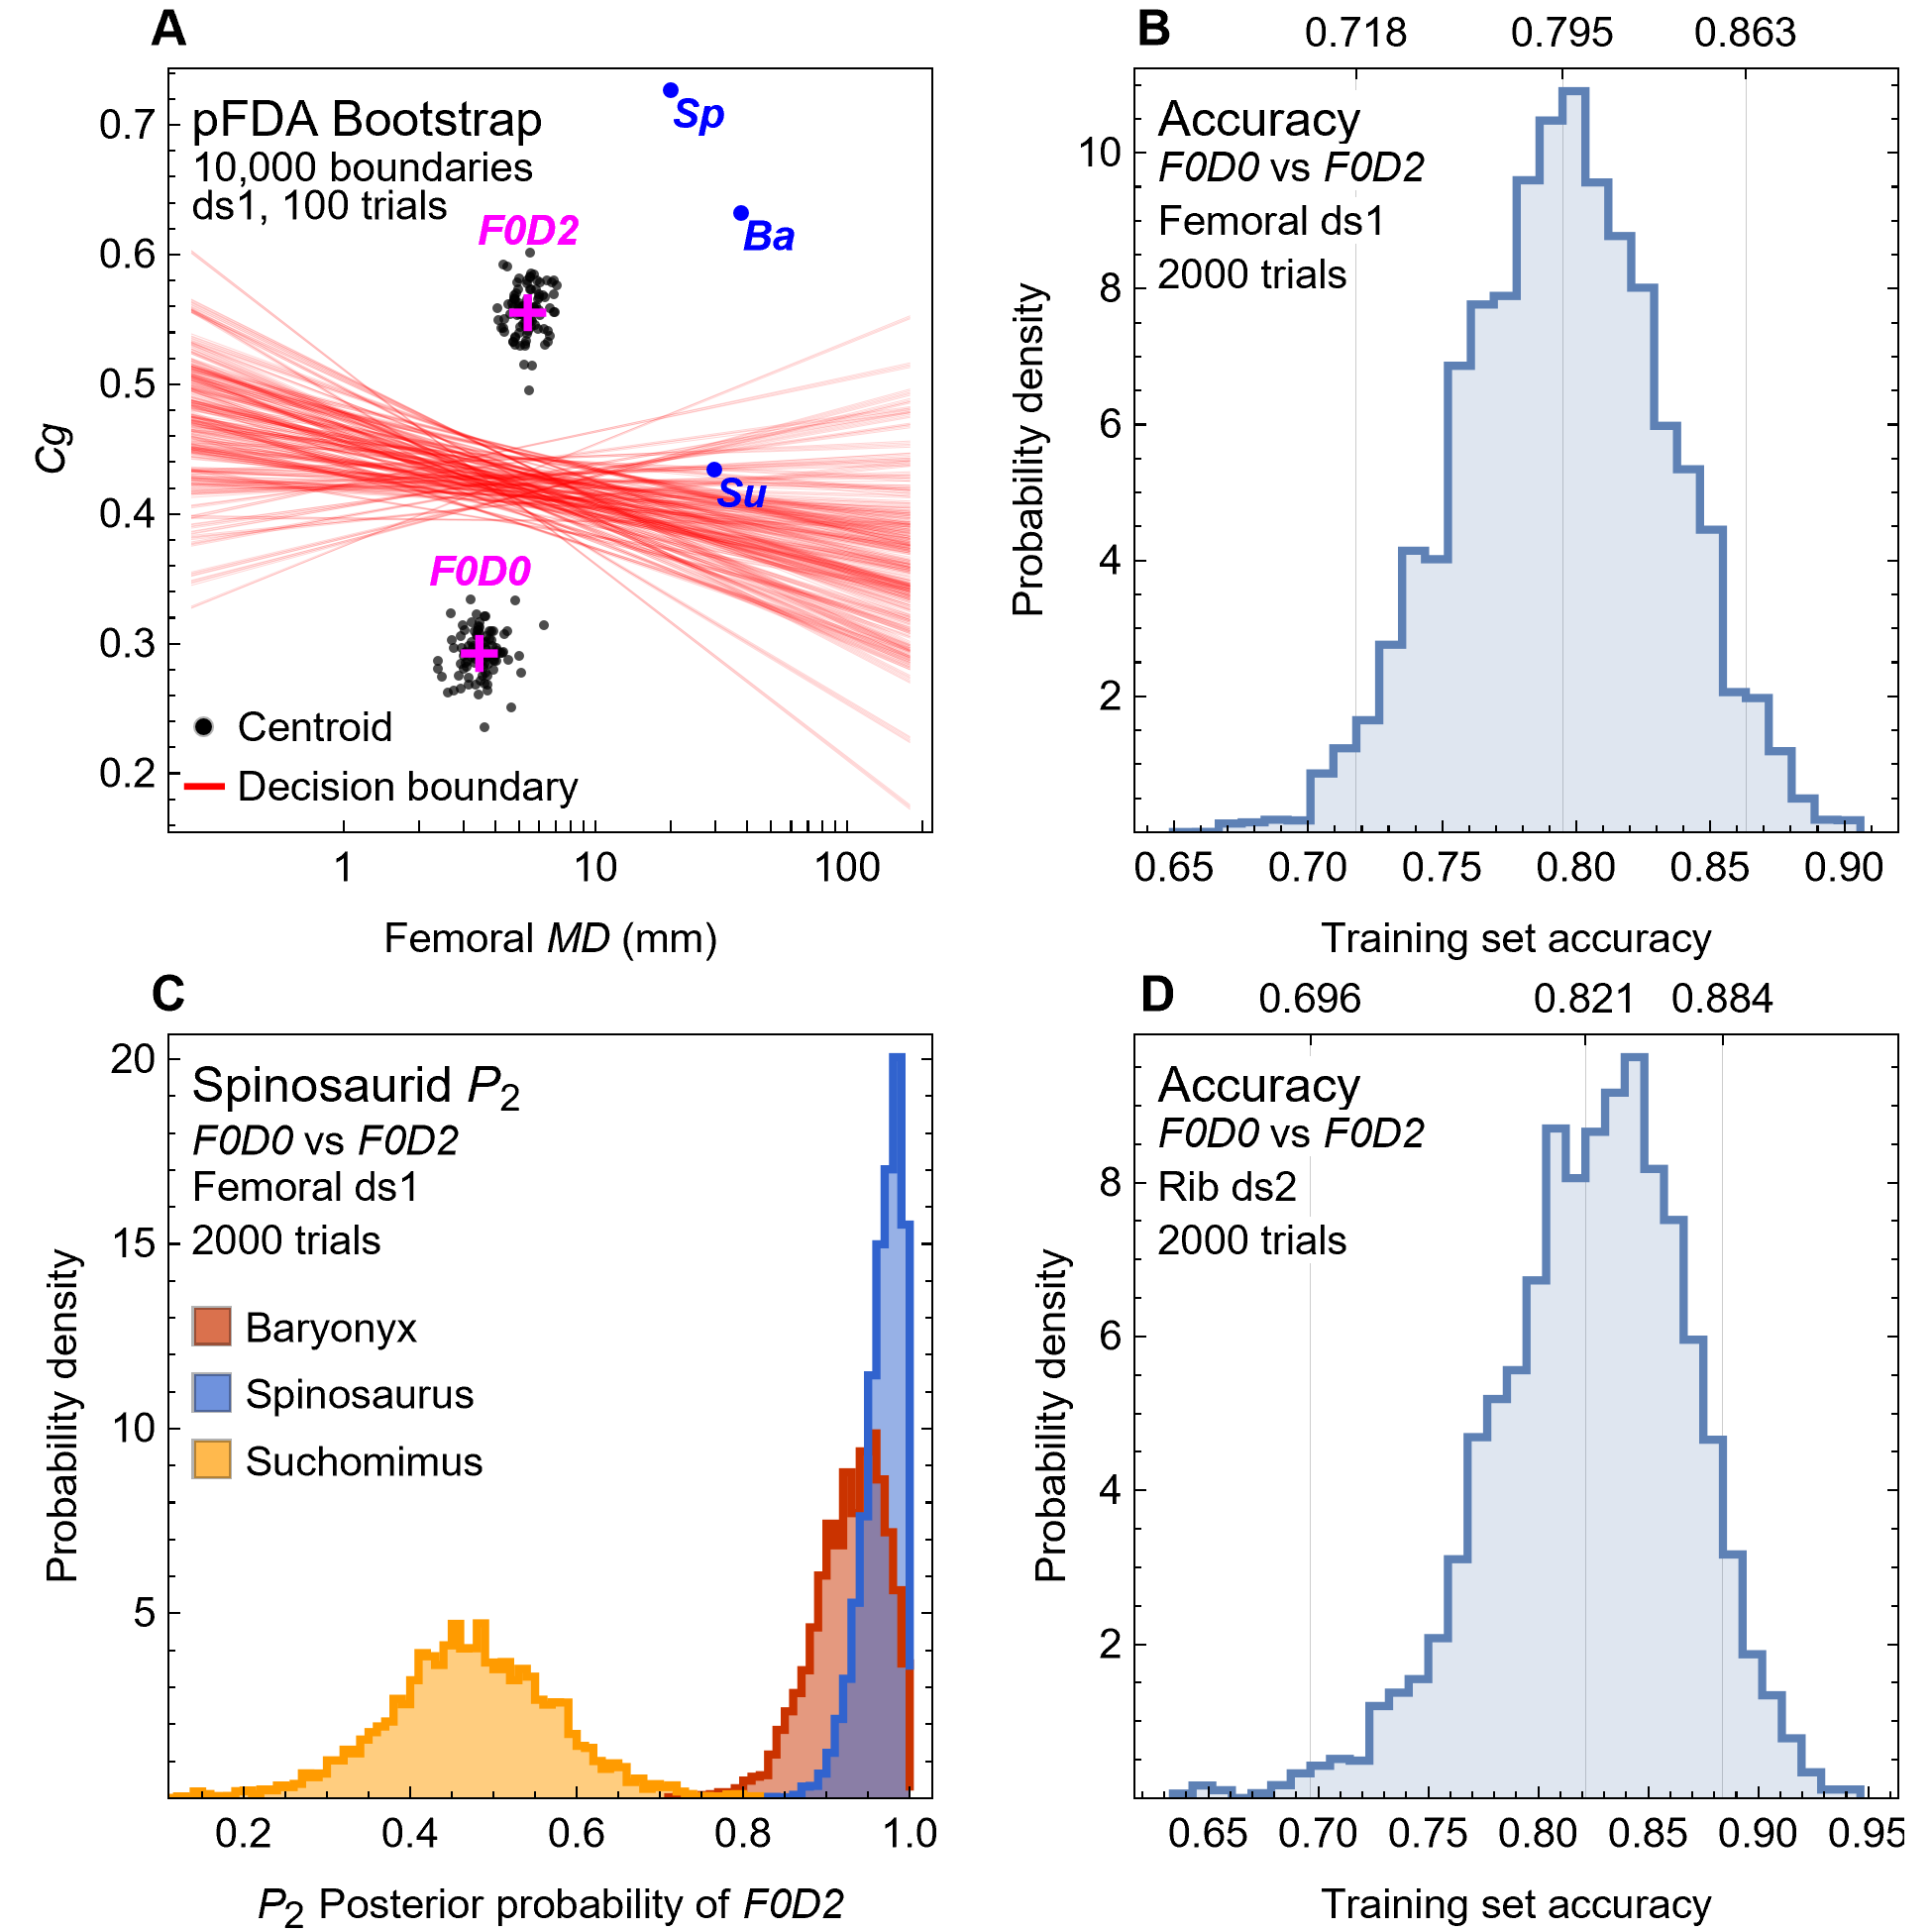 A
pFDA Bootstrap
10,000 boundaries
ds1, 100 trials
Sp
Ba
Su
F0D2
F0D0
Centroid
Decision boundary
0.7
0.6
0.5
0.4
0.3
0.2
Cg
1 10 100
Femoral MD (mm)
B
0.718 0.795 0.863
Accuracy
F0D0 vs F0D2
Femoral ds1
2000 trials
10
8
6
4
2
Probability density
0.65 0.70 0.75 0.80 0.85 0.90
Training set accuracy
C
Spinosaurid P2
F0D0 vs F0D2
Femoral ds1
2000 trials
Baryonyx
Spinosaurus
Suchomimus
20
15
10
5
Probability density
0.2 0.4 0.6 0.8 1.0
P2 Posterior probability of F0D2
D
0.696 0.821 0.884
Accuracy
F0D0 vs F0D2
Rib ds2
2000 trials
8
6
4
2
Probability density
0.65 0.70 0.75 0.80 0.85 0.90 0.95
Training set accuracy